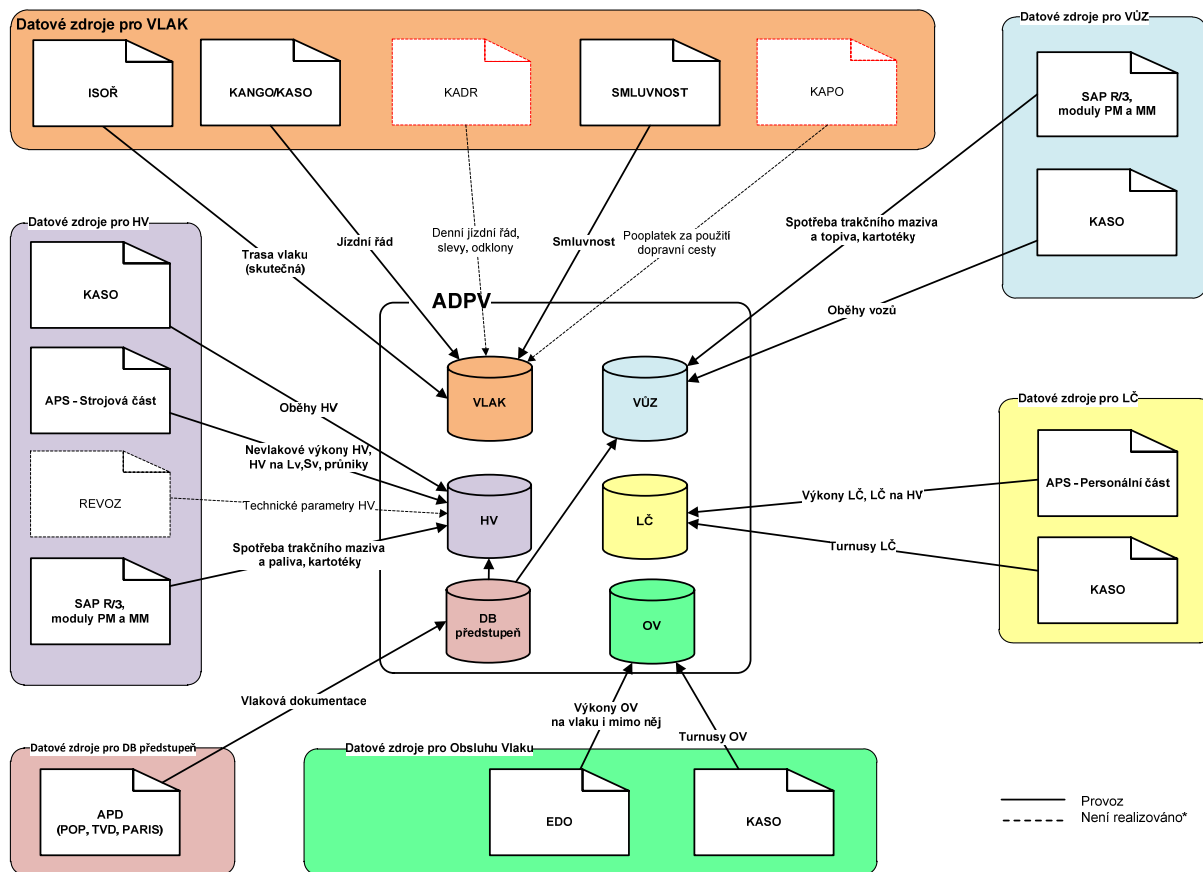 Datové zdroje pro VLAK
ISOŘ
KANGO/KASO
KADR
SMLUVNOST
KAPO
Datové zdroje pro VŮZ
SAP R/3,
moduly PM a MM
KASO
Datové zdroje pro HV
KASO
APS - Strojová část
REVOZ
SAP R/3,
moduly PM a MM
Trasa vlaku
(skutečná)
Jízdní řád
Denní jízdní řád,
slevy, odklony
Smluvnost
Pooplatek za použití
dopravní cesty
Spotřeba trakčního maziva
a topiva, kartotéky
Oběhy vozů
ADPV
VLAK
VŮZ
HV
LČ
DB
předstupeň
OV
Oběhy HV
Nevlakové výkony HV,
HV na Lv,Sv, průniky
Technické parametry HV
Spotřeba trakčního maziva
a paliva, kartotéky
Datové zdroje pro LČ
APS - Personální část
KASO
Výkony LČ, LČ na HV
Turnusy LČ
Vlaková dokumentace
Výkony OV
na vlaku i mimo něj
Turnusy OV
Datové zdroje pro DB předstupeň
APD
(POP, TVD, PARIS)
Datové zdroje pro Obsluhu Vlaku
EDO
KASO
Provoz
Není realizováno*